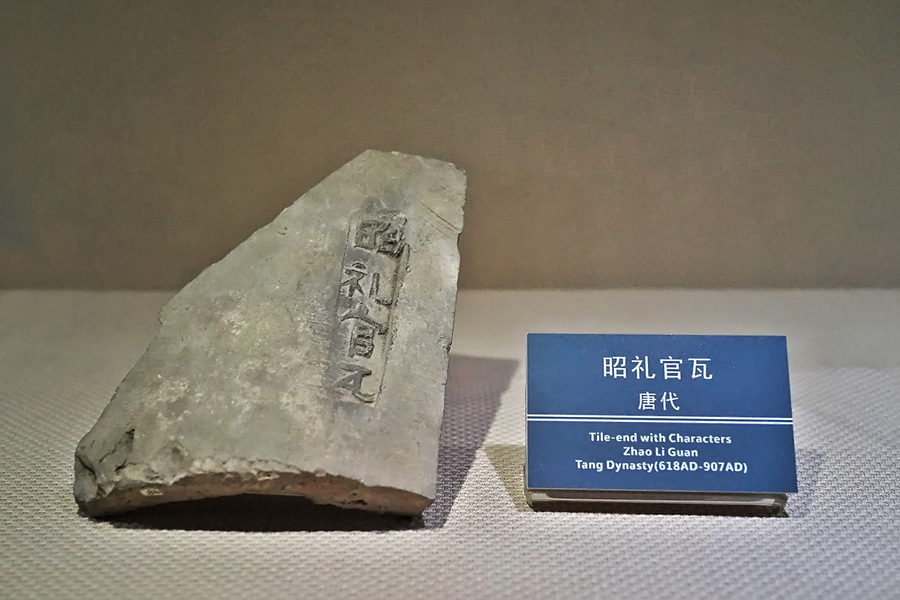 昭礼官瓦
昭礼官瓦
唐代
Tile-end with Characters
Zhao Li Guan
Tang Dynasty(618AD-907AD)